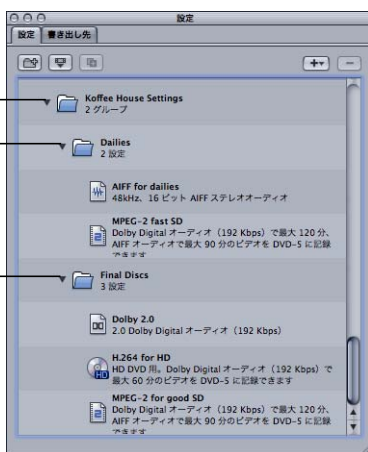 設定
設定 書き出し先
Koffee House Settings
2 グループ
Dailies
2 設定
AIFF for dailies
48kHz、16 ビット AIFF ステレオオーディオ
MPEG-2 fast SD
Dolby Digital オーディオ（192 Kbps）で最大 120 分、
AIFF オーディオで最大 90 分のビデオを DVD-5 に記録
できます
Final Discs
3 設定
Dolby 2.0
2.0 Dolby Digital オーディオ（192 Kbps）
H.264 for HD
HD DVD 用。Dolby Digital オーディオ（192 Kbps）で
最大 60 分のビデオを DVD-5 に記録できます
MPEG-2 for good SD
Dolby Digital オーディオ（192 Kbps）で最大 120 分、
AIFF オーディオで最大 90 分のビデオを DVD-5 に記録
できます